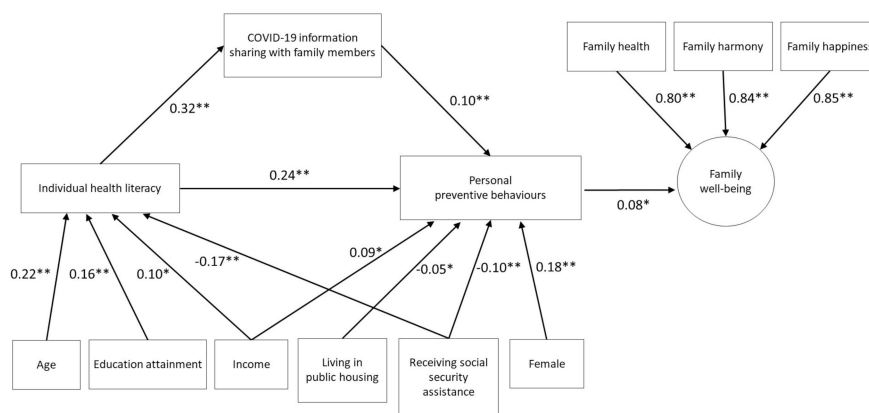 COVID-19 information
sharing with family members
Family health
Family harmony
Family happiness
0.32**
0.10**
0.80**
0.84**
0.85**
Individual health literacy
0.24**
Personal
preventive behaviours
0.08*
Family
well-being
0.22**
0.16**
0.10*
-0.17**
0.09*
-0.05*
-0.10**
0.18**
Age
Education attainment
Income
Living in
public housing
Receiving social
security
assistance
Female